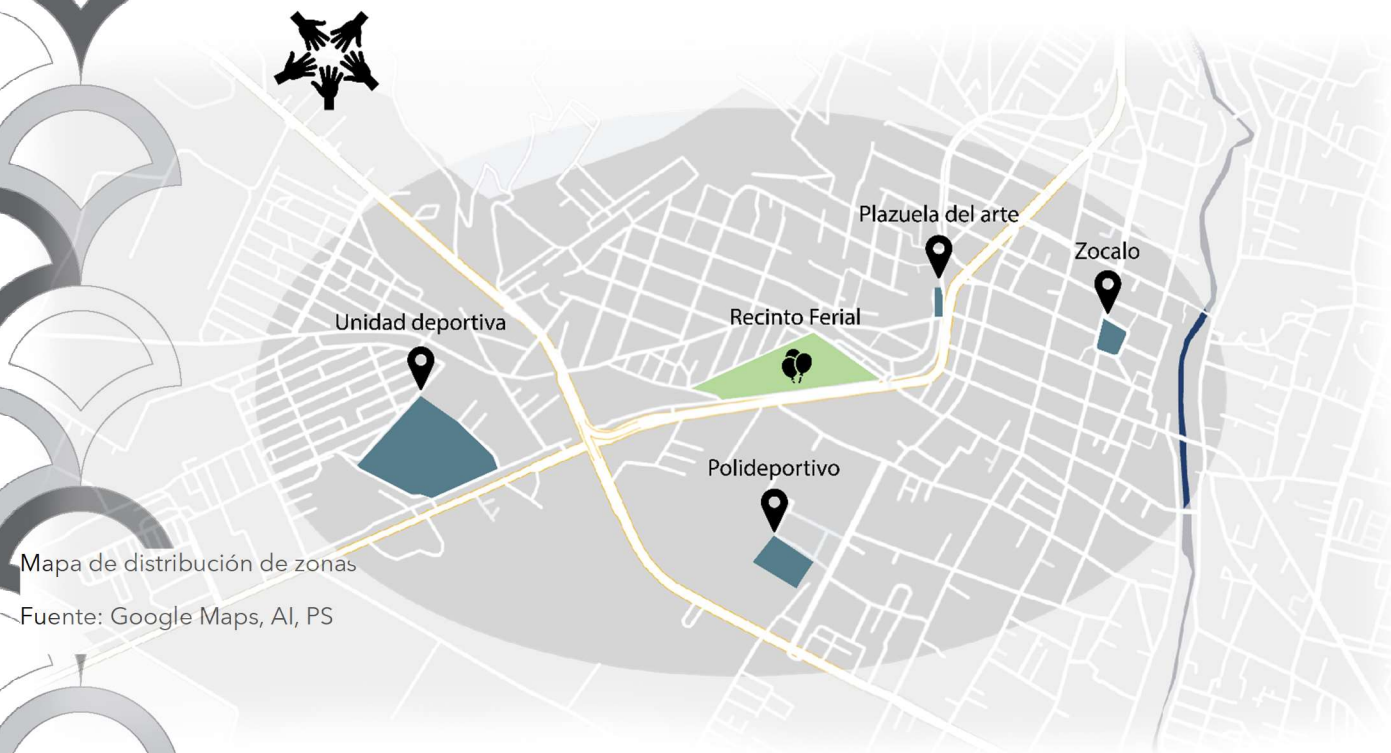 Plazuela del arte
Zocalo
Recinto Ferial
Unidad deportiva
Polideportivo
Mapa de distribución de zonas
Fuente: Google Maps, AI, PS